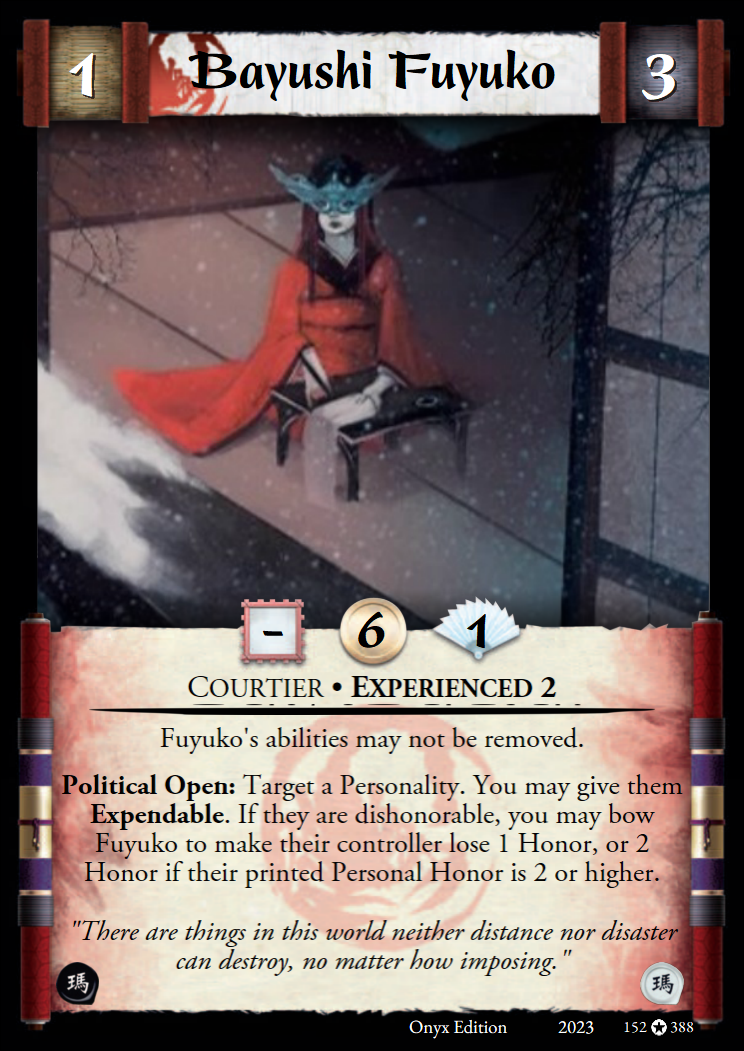 1 Bayushi Fuyuko 3
- 6 1
COURTIER • EXPERIENCED 2
Fuyuko's abilities may not be removed.
Political Open: Target a Personality. You may give them
Expendable. If they are dishonorable, you may bow
Fuyuko to make their controller lose 1 Honor, or 2
Honor if their printed Personal Honor is 2 or higher.
"There are things in this world neither distance nor disaster
can destroy, no matter how imposing."
瑪 瑪
Onyx Edition 2023 152 ✪ 388